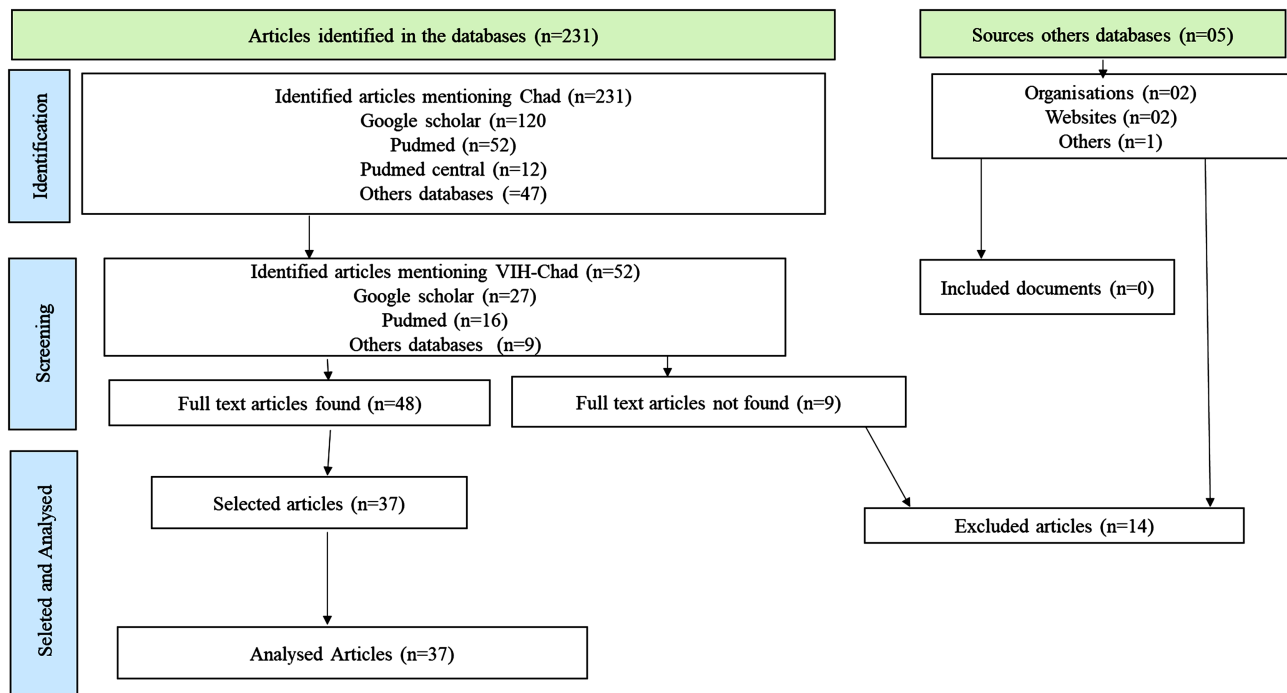 Articles identified in the databases (n=231)
Sources others databases (n=05)
Identification
Identified articles mentioning Chad (n=231)
Google scholar (n=120
Pudmed (n=52)
Pudmed central (n=12)
Others databases (=47)
Organisations (n=02)
Websites (n=02)
Others (n=1)
Screening
Identified articles mentioning VIH-Chad (n=52)
Google scholar (n=27)
Pudmed (n=16)
Others databases (n=9)
Included documents (n=0)
Full text articles found (n=48)
Full text articles not found (n=9)
Seleted and Analysed
Selected articles (n=37)
Excluded articles (n=14)
Analysed Articles (n=37)